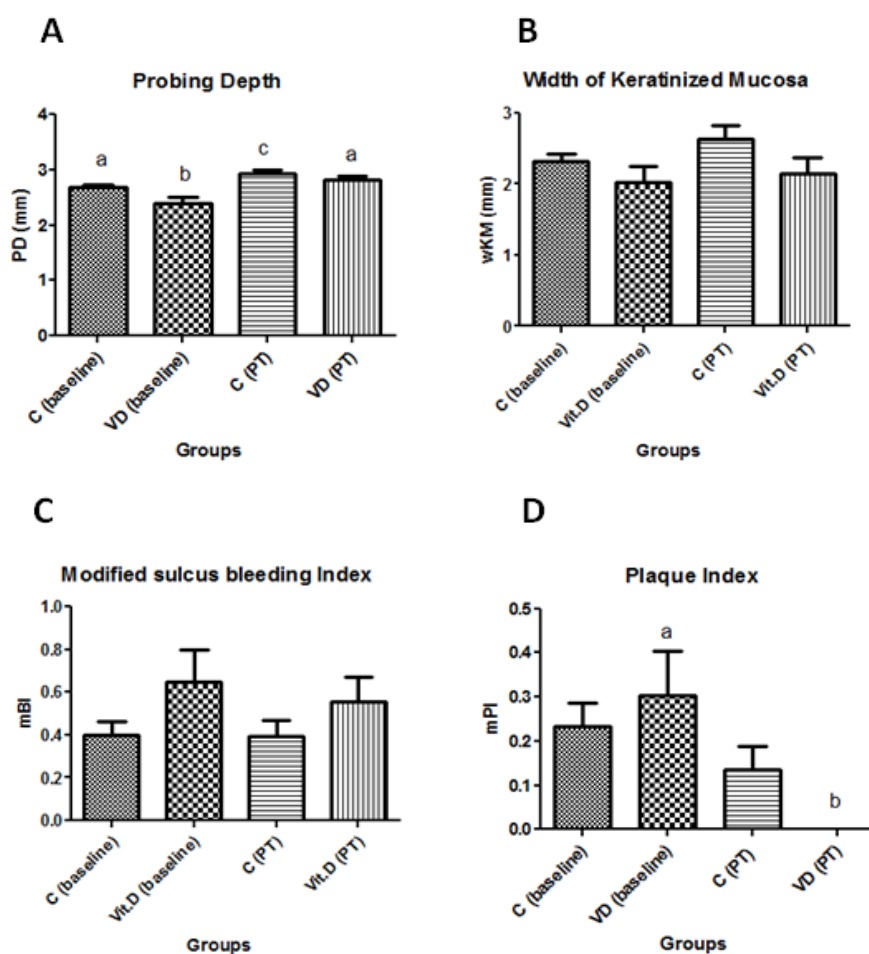 A
Probing Depth
PD (mm)
4
3
2
1
0
a
b
c
a
C (baseline)
VD (baseline)
C (PT)
VD (PT)
Groups
B
Width of Keratinized Mucosa
wKM (mm)
3
2
1
0
C (baseline)
Vit.D (baseline)
C (PT)
Vit.D (PT)
Groups
C
Modified sulcus bleeding Index
mBI
1.0
0.8
0.6
0.4
0.2
0.0
C (baseline)
Vit.D (baseline)
C (PT)
Vit.D (PT)
Groups
D
Plaque Index
mPI
0.5
0.4
0.3
0.2
0.1
0.0
a
b
C (baseline)
VD (baseline)
C (PT)
VD (PT)
Groups